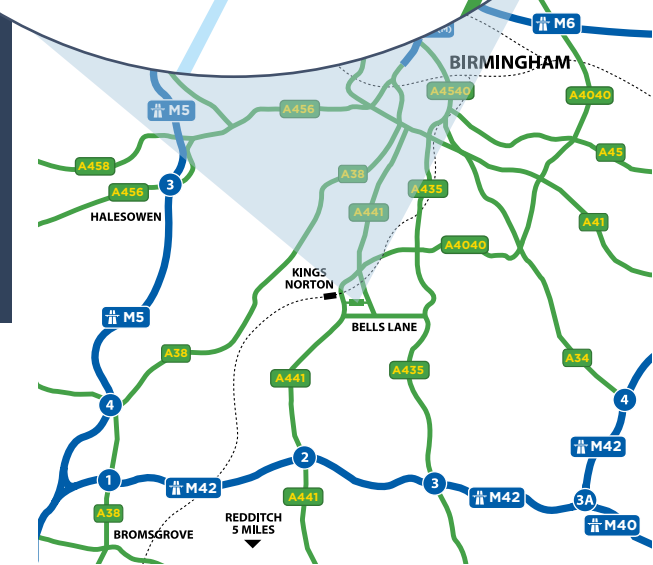 M6
(M)
BIRMINGHAM
A4540
A4040
M5
A456
A45
A458
A38
3
A456
A435
HALESOWEN
A441
A41
A4040
KINGS
NORTON
M5
BELLS LANE
A38
A34
A435
A441
4
4
M42
2
1
3
M42
A441
M42
3A
A38
REDDITCH
5 MILES
M40
BROMSGROVE